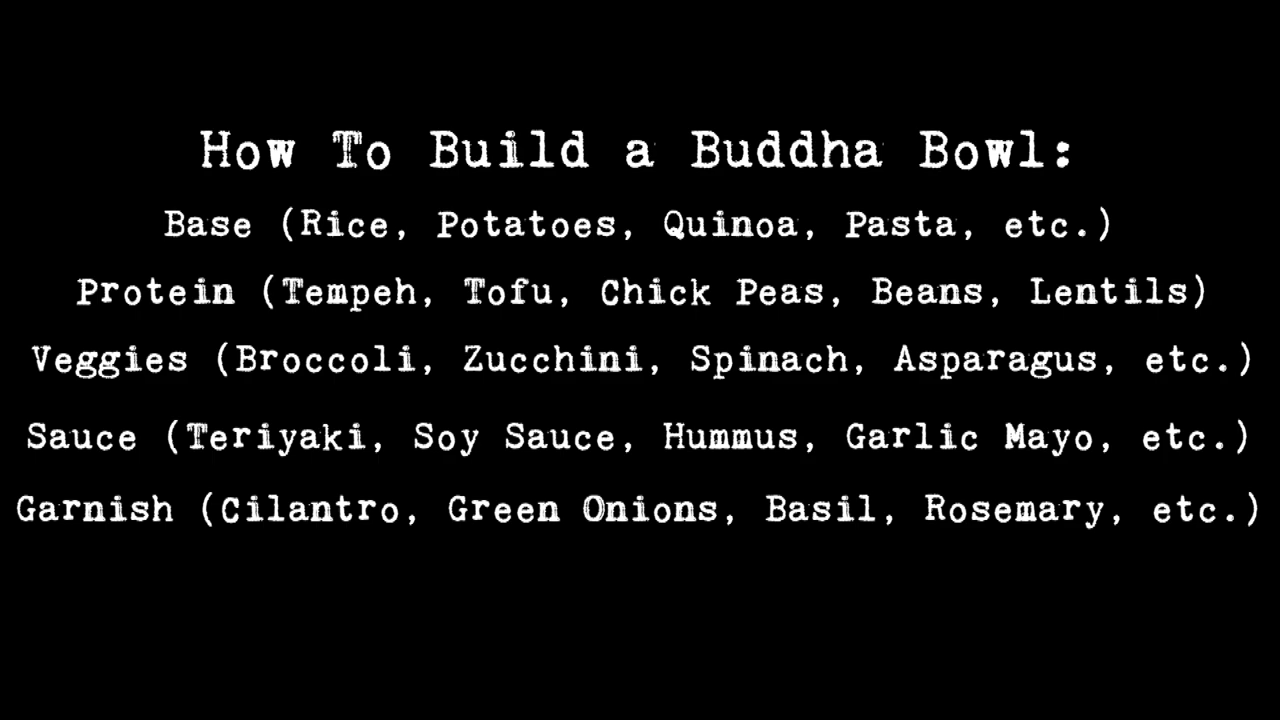 How To Build a Buddha Bowl:
Base (Rice, Potatoes, Quinoa, Pasta, etc.)
Protein (Tempeh, Tofu, Chick Peas, Beans, Lentils)
Veggies (Broccoli, Zucchini, Spinach, Asparagus, etc.)
Sauce (Teriyaki, Soy Sauce, Hummus, Garlic Mayo, etc.)
Garnish (Cilantro, Green Onions, Basil, Rosemary, etc.)